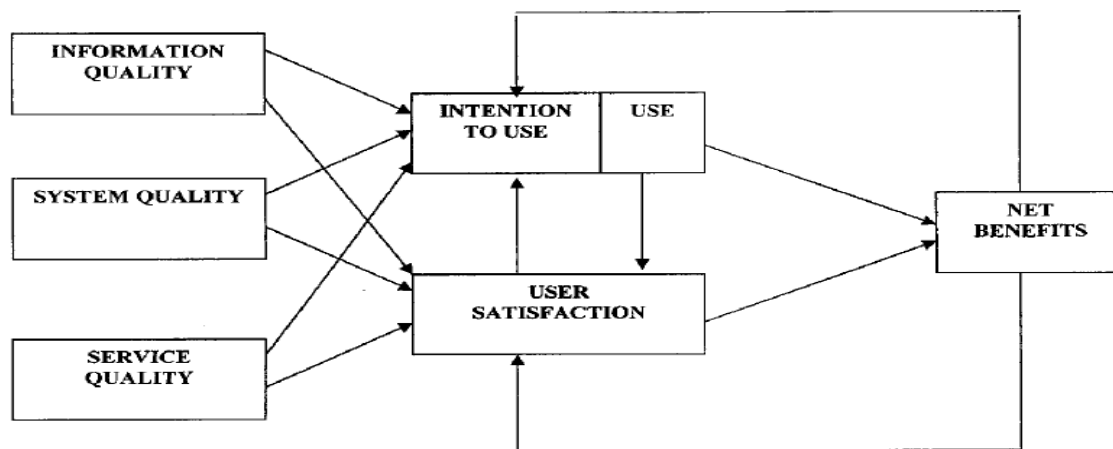 INFORMATION
QUALITY
INTENTION
TO USE
USE
SYSTEM QUALITY
NET
BENEFITS
USER
SATISFACTION
SERVICE
QUALITY